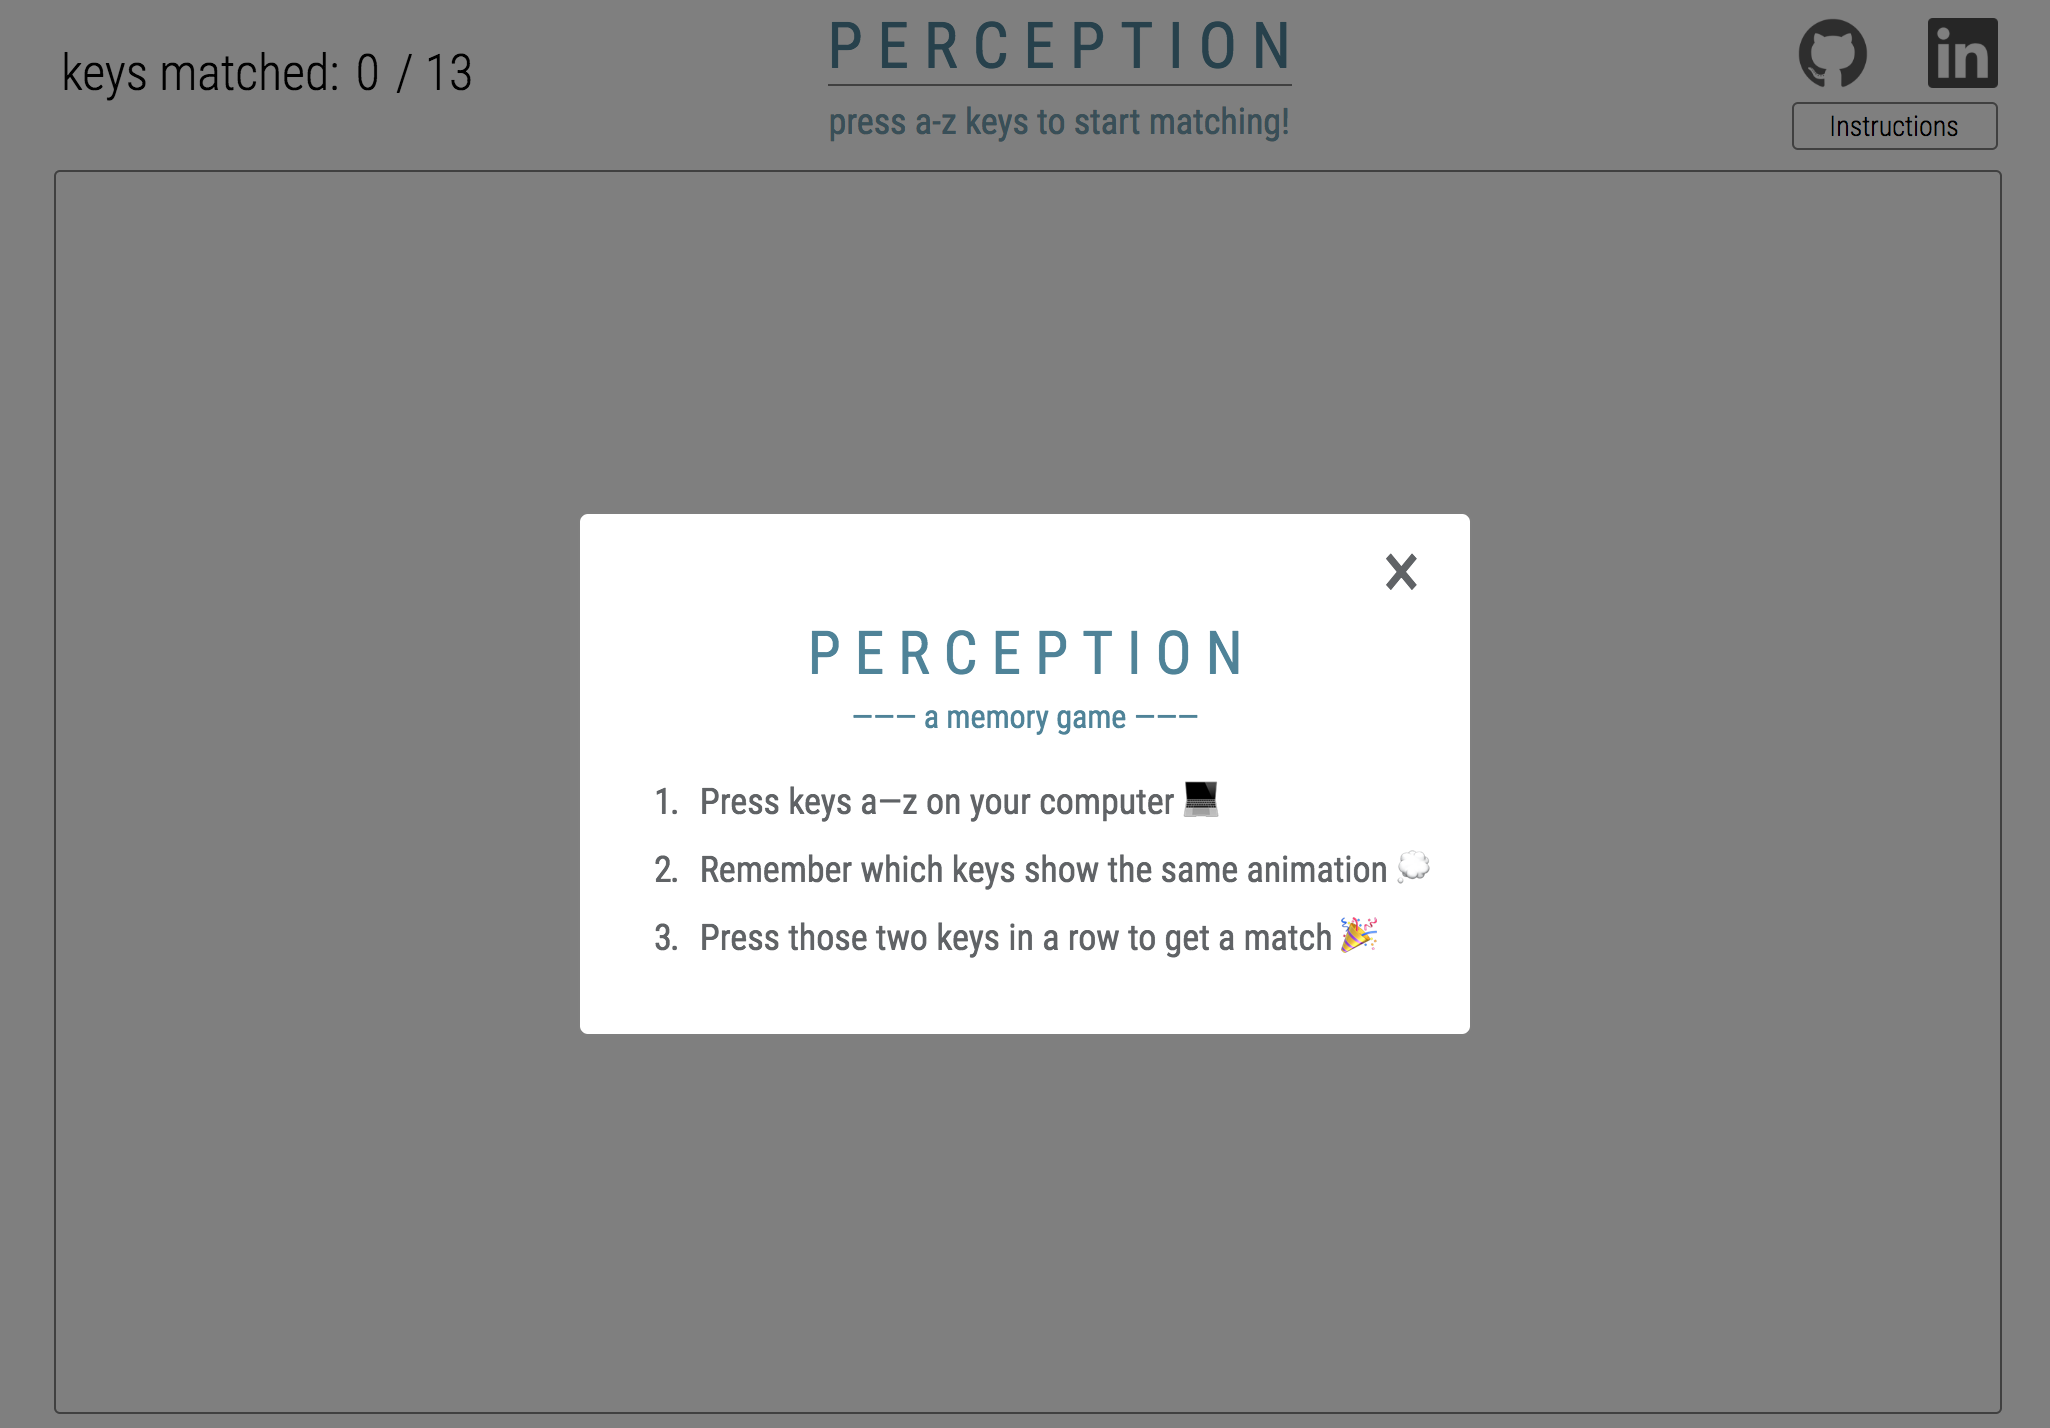 keys matched: 0 / 13
PERCEPTION
press a-z keys to start matching!
in
Instructions
×
PERCEPTION
––– a memory game –––
1. Press keys a–z on your computer 💻
2. Remember which keys show the same animation 💭
3. Press those two keys in a row to get a match 🎉